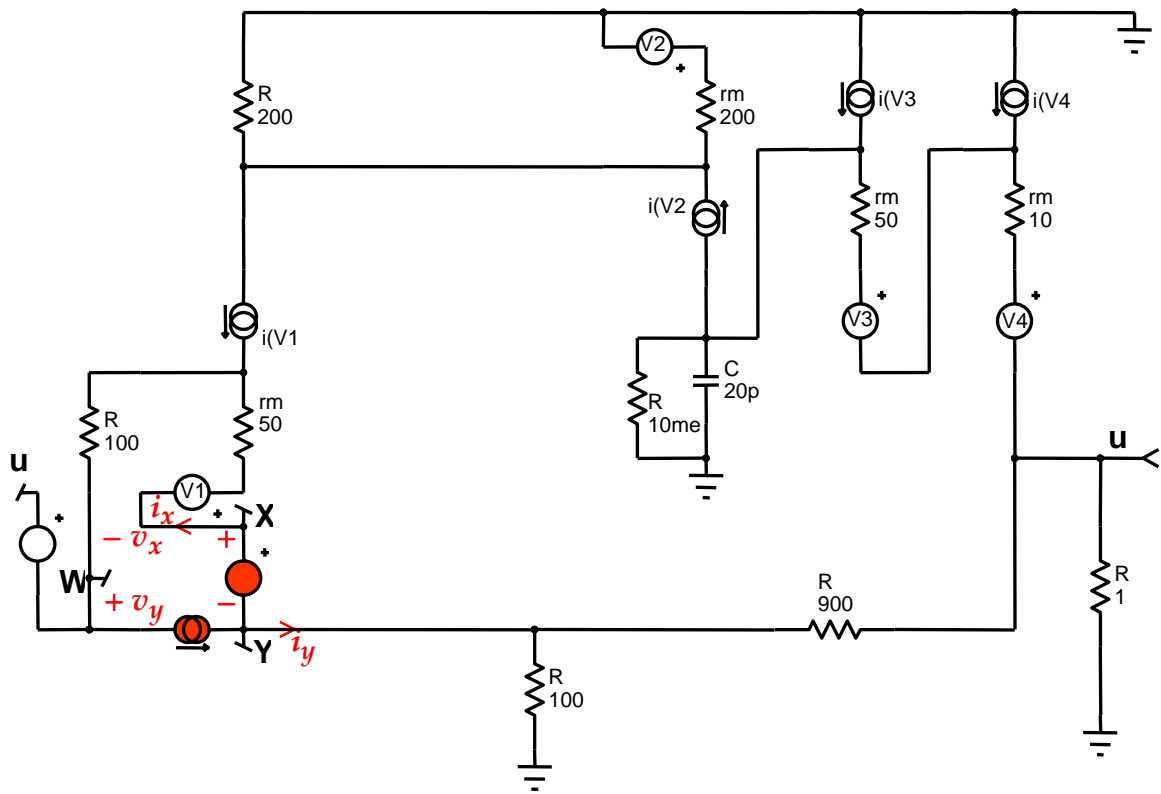 V2
R
200
rm
200
i(V3
i(V4
i(V2
rm
50
rm
10
V3
V4
i(V1
R
100
rm
50
C
20p
R
10me
u
V1
i_x
X
− v_x +
W
+ v_y −
Y
i_y
R
900
R
100
u
R
1